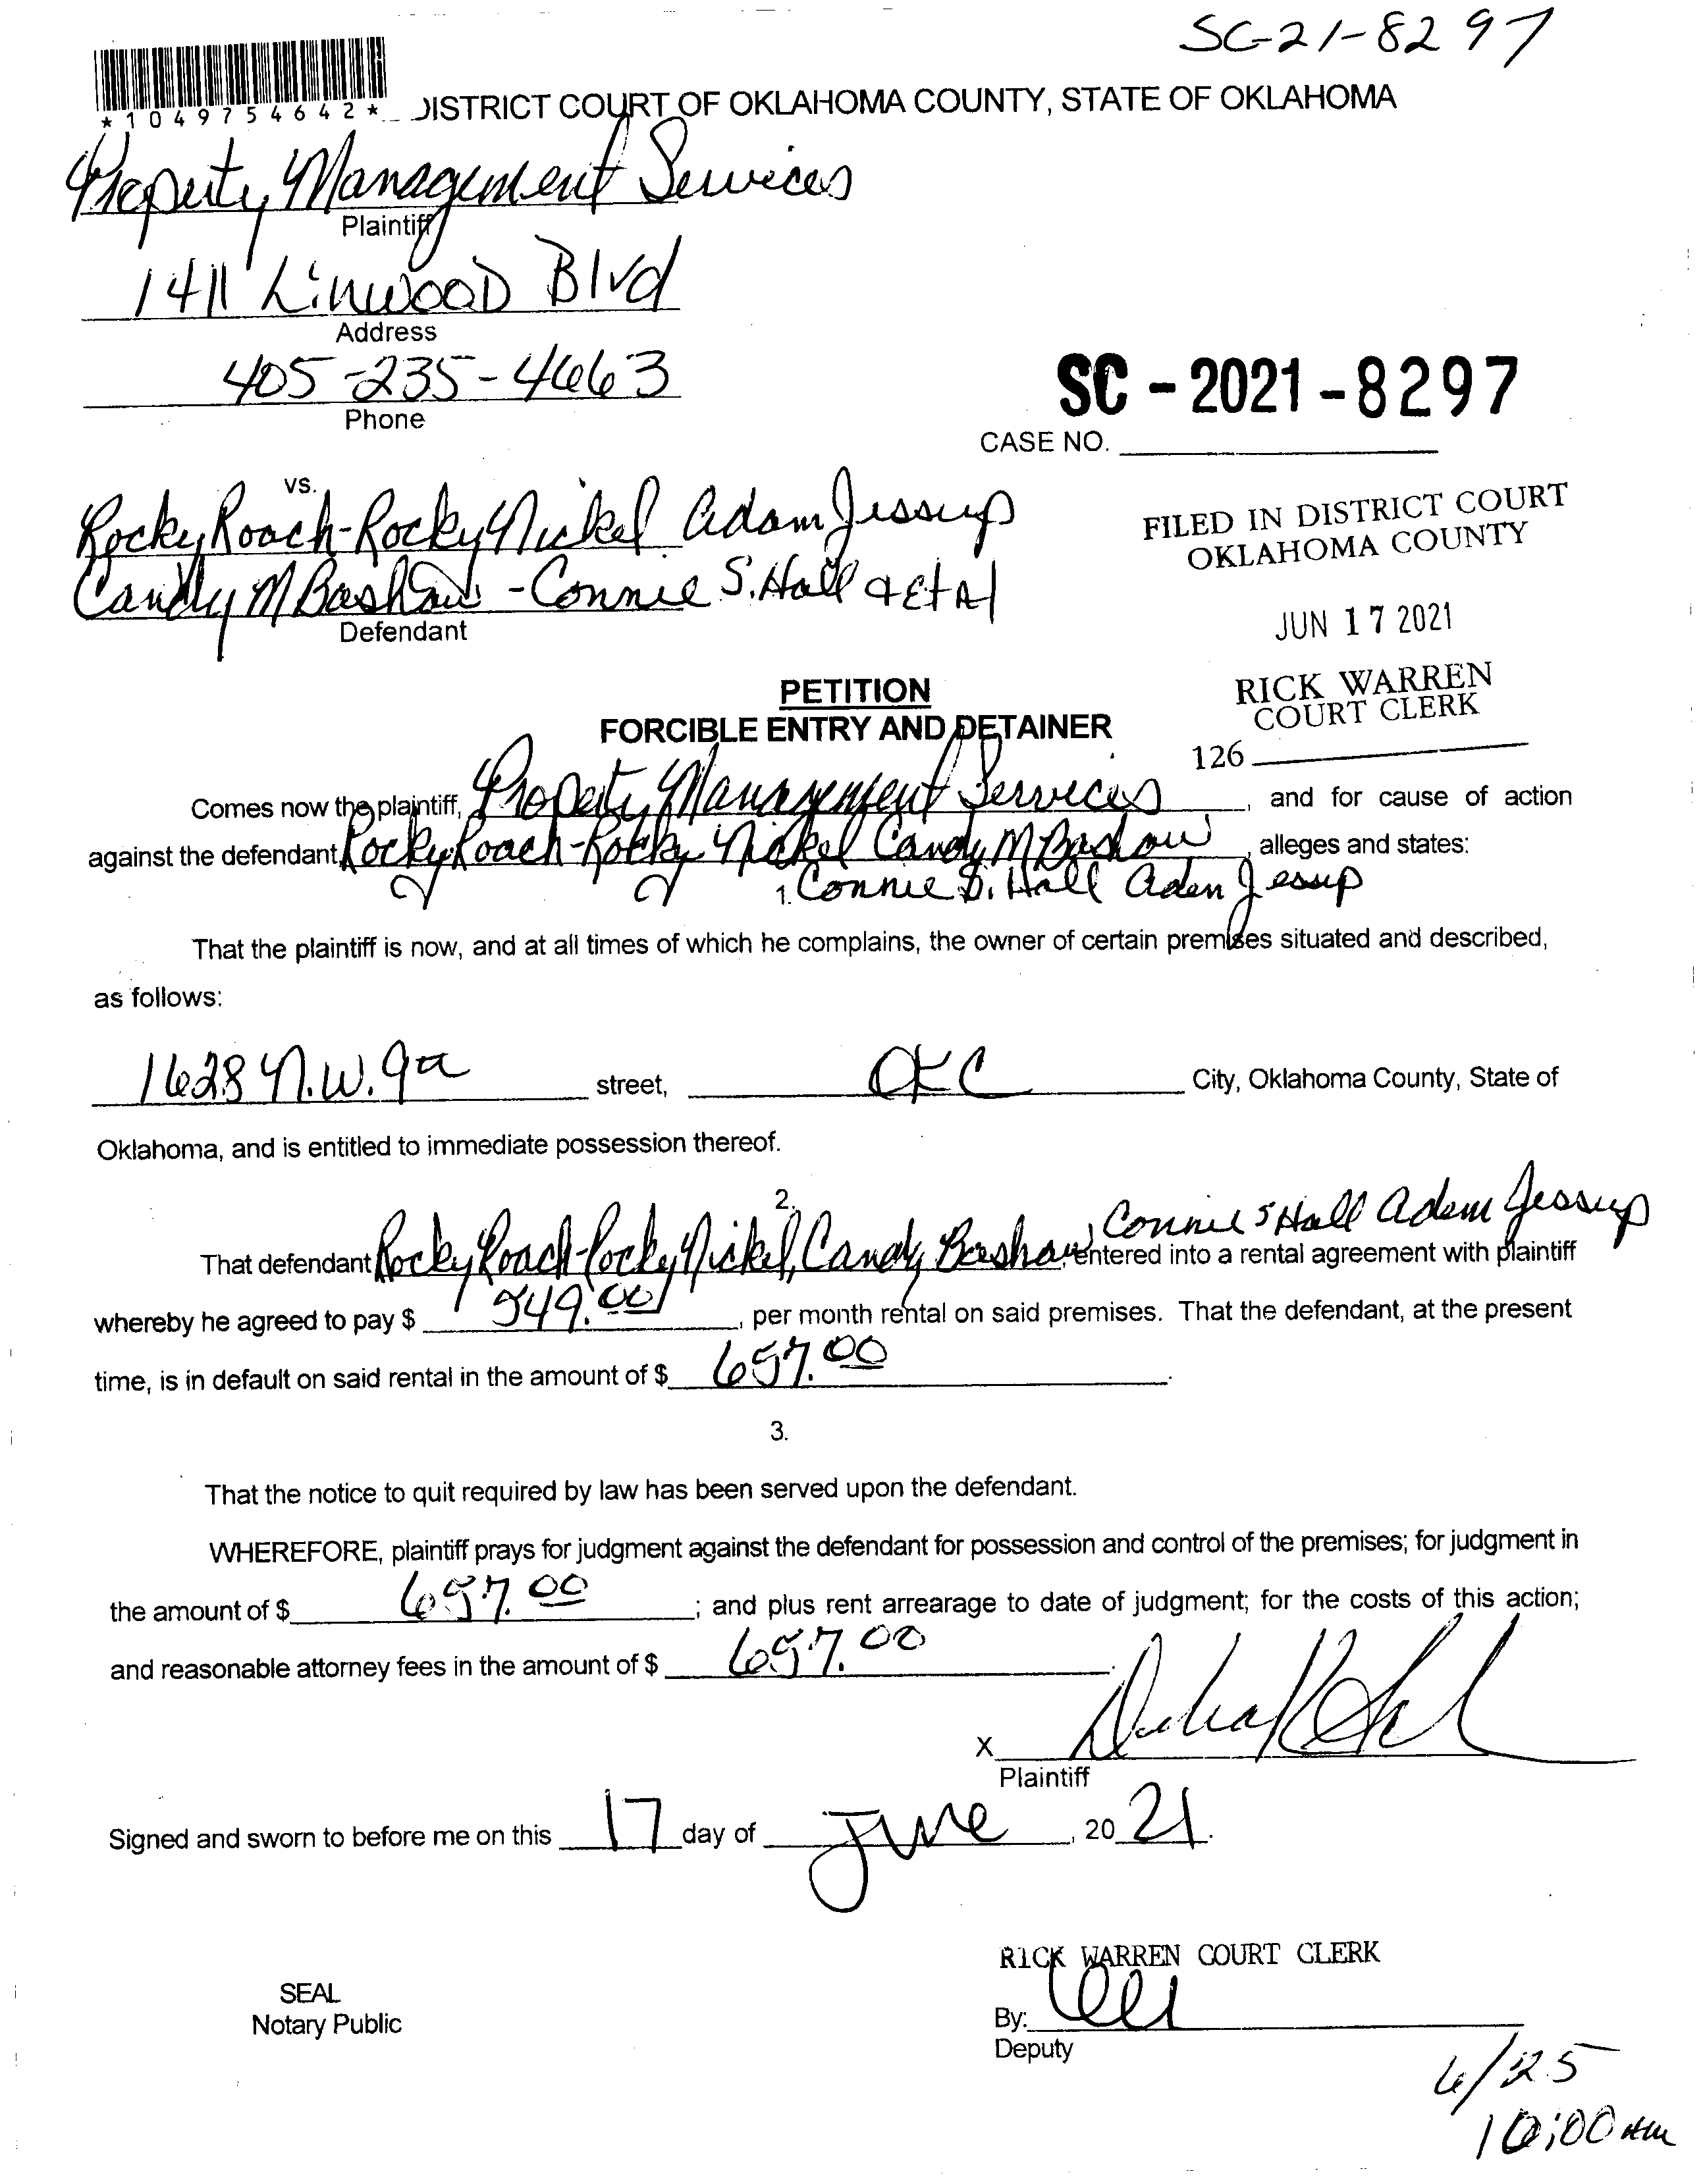 SC-21-8297
*1049754642*
DISTRICT COURT OF OKLAHOMA COUNTY, STATE OF OKLAHOMA
Property Management Services
Plaintiff
1411 Linwood Blvd
Address
405-235-4663
Phone
SC-2021-8297
CASE NO.
vs.
Rocky Roach-Rocky Nickel Adam Jessup
Candy M Bashaw - Connie S. Hall & Et Al
Defendant
FILED IN DISTRICT COURT
OKLAHOMA COUNTY
JUN 17 2021
RICK WARREN
COURT CLERK
126
PETITION
FORCIBLE ENTRY AND DETAINER
Comes now the plaintiff, Property Management Services, and for cause of action
against the defendant Rocky Roach-Rocky Nickel Candy M Bashaw, alleges and states:
1. Connie S. Hall Aden Jessup
That the plaintiff is now, and at all times of which he complains, the owner of certain premises situated and described,
as follows:
1628 N.W. 9 street, OKC City, Oklahoma County, State of
Oklahoma, and is entitled to immediate possession thereof.
2.
Connie S Hall Adam Jessup
That defendant Rocky Roach-Rocky Nickel, Candy Bashaw, entered into a rental agreement with plaintiff
whereby he agreed to pay $ 549.00, per month rental on said premises. That the defendant, at the present
time, is in default on said rental in the amount of $ 657.00.
3.
That the notice to quit required by law has been served upon the defendant.
WHEREFORE, plaintiff prays for judgment against the defendant for possession and control of the premises; for judgment in
the amount of $ 657.00; and plus rent arrearage to date of judgment; for the costs of this action;
and reasonable attorney fees in the amount of $ 657.00.
X
Plaintiff
Signed and sworn to before me on this 17 day of June, 20 21.
RICK WARREN COURT CLERK
SEAL
Notary Public
By:
Deputy
6/25
10:00 am